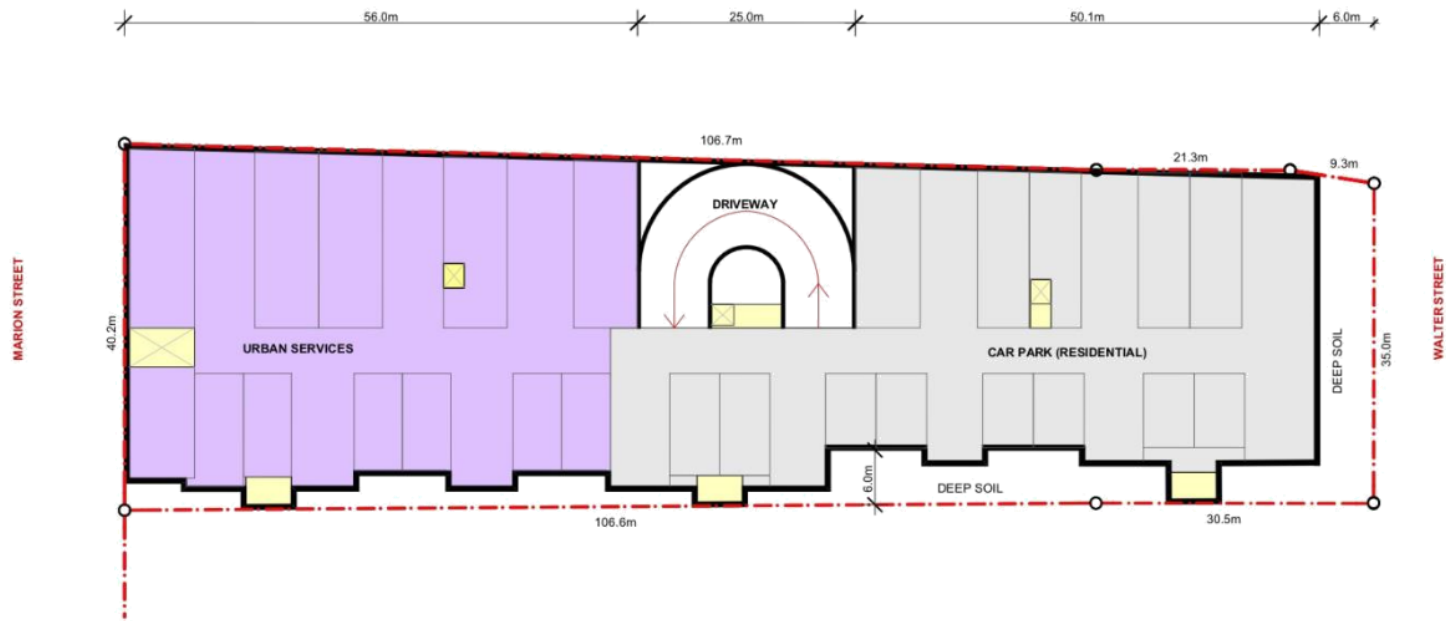 56.0m
25.0m
50.1m
6.0m
106.7m
21.3m
9.3m
DRIVEWAY
MARION STREET
40.2m
URBAN SERVICES
CAR PARK (RESIDENTIAL)
DEEP SOIL
35.0m
WALTER STREET
6.0m
DEEP SOIL
106.6m
30.5m